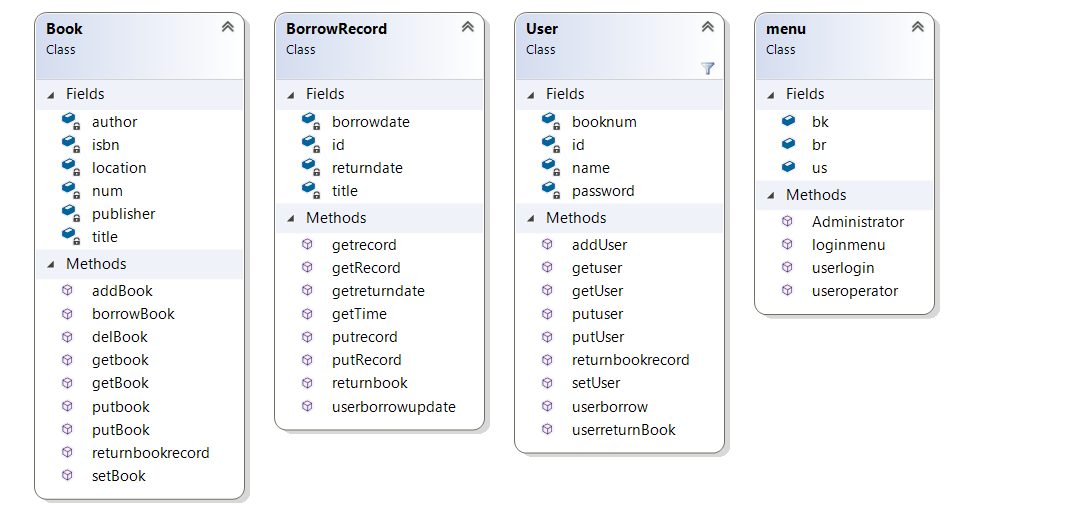 Book
Class
Fields
author
isbn
location
num
publisher
title
Methods
addBook
borrowBook
delBook
getbook
getBook
putbook
putBook
returnbookrecord
setBook
BorrowRecord
Class
Fields
borrowdate
id
returndate
title
Methods
getrecord
getRecord
getreturndate
getTime
putrecord
putRecord
returnbook
userborrowupdate
User
Class
Fields
booknum
id
name
password
Methods
addUser
getuser
getUser
putuser
putUser
returnbookrecord
setUser
userborrow
userreturnBook
menu
Class
Fields
bk
br
us
Methods
Administrator
loginmenu
userlogin
useroperator